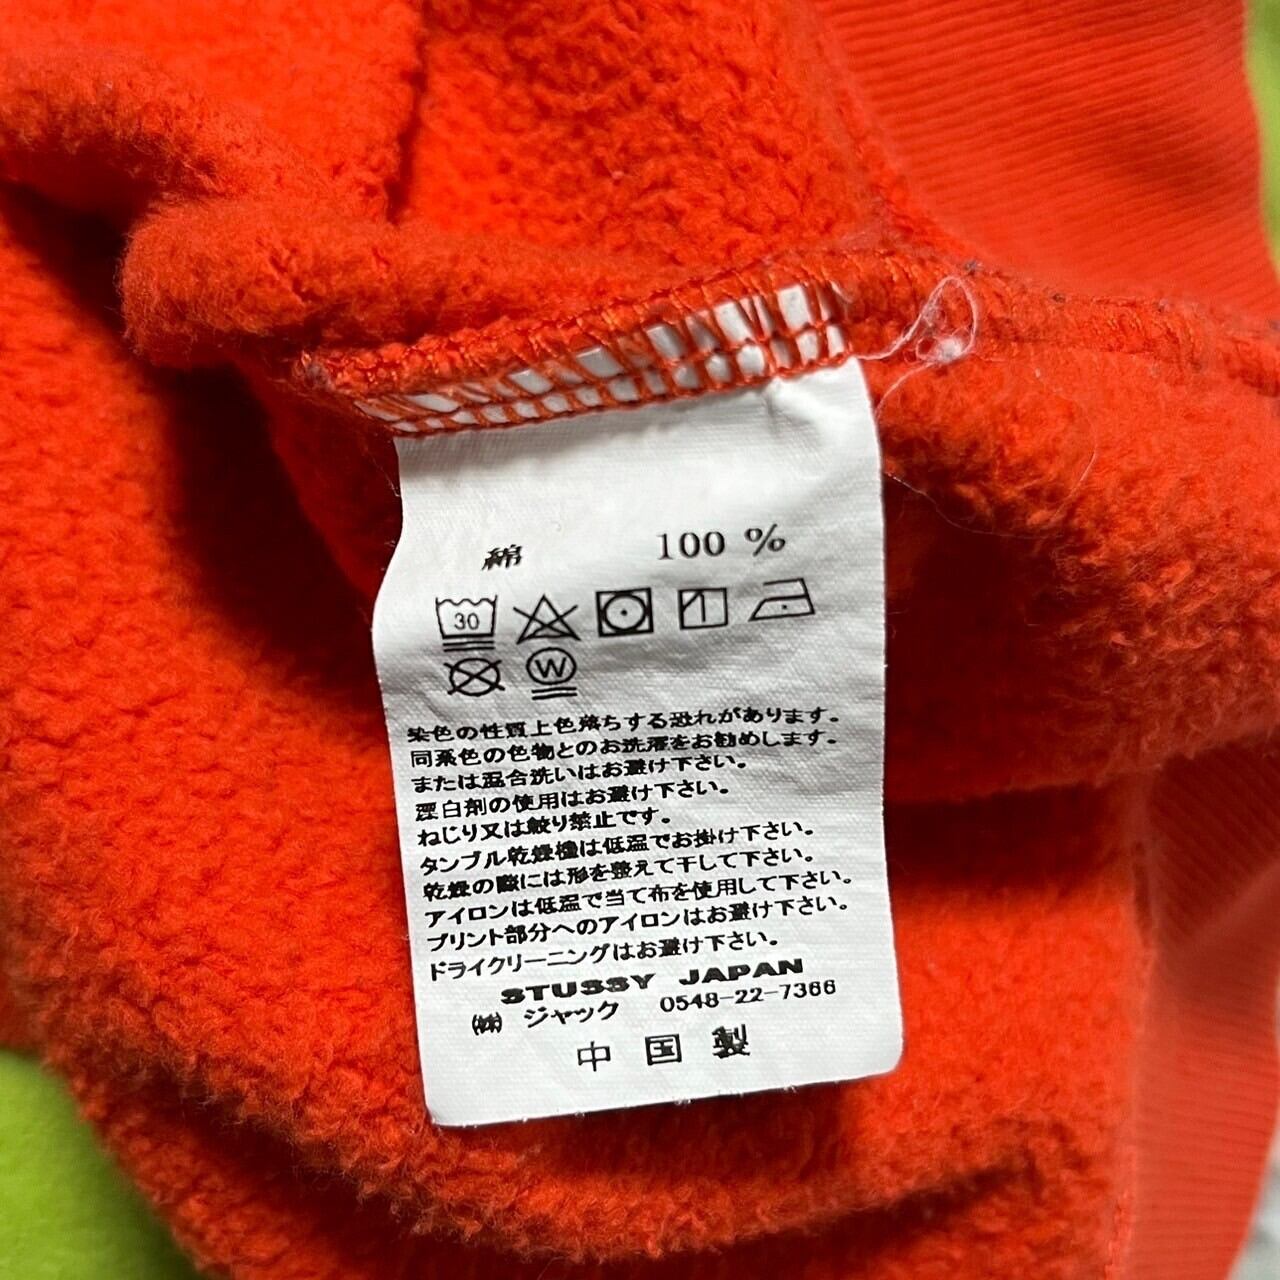 綿 100 %
30
W
染色の性質上色落ちする恐れがあります。
同系色の色物とのお洗濯をお勧めします。
または混合洗いはお避け下さい。
漂白剤の使用はお避け下さい。
ねじり又は絞り禁止です。
タンブル乾燥機は低温でお掛け下さい。
乾燥の際には形を整えて干して下さい。
アイロンは低温で当て布を使用して下さい。
プリント部分へのアイロンはお避け下さい。
ドライクリーニングはお避け下さい。
STUSSY JAPAN
㈱ ジャック 0548-22-7366
中国製